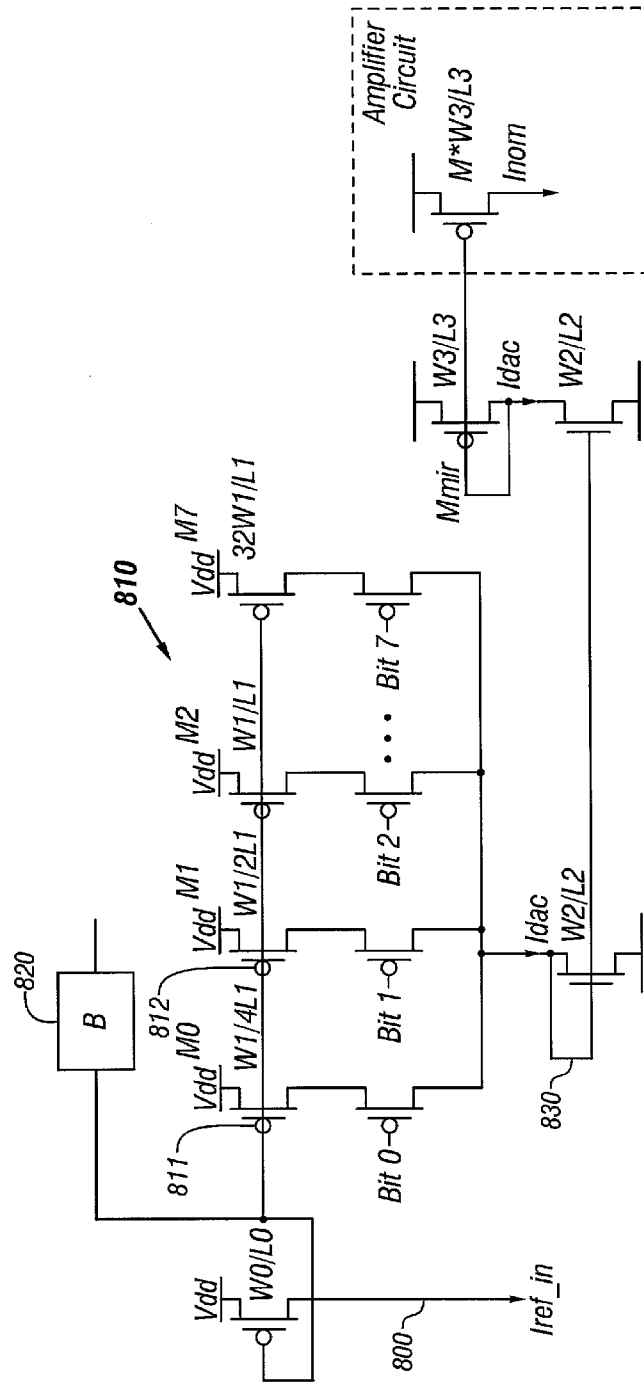 810
820
B
Amplifier
Circuit
Vdd
W0/L0
Vdd M0
W1/4L1
Vdd M1
W1/2L1
Vdd M2
W1/L1
Vdd M7
32W1/L1
811
812
Bit 0
Bit 1
Bit 2
• • •
Bit 7
Mmir
W3/L3
Idac
W2/L2
M*W3/L3
Inom
800
Iref_in
830
Idac
W2/L2